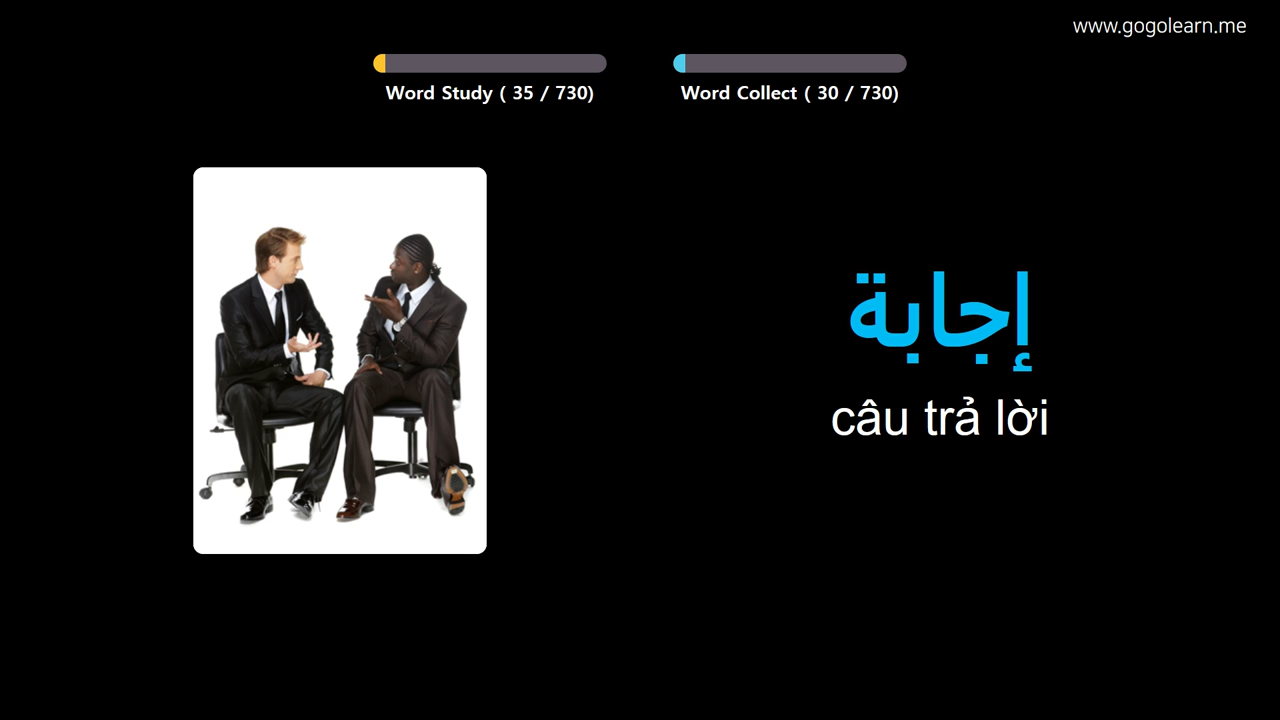 www.gogolearn.me
Word Study ( 35 / 730)
Word Collect ( 30 / 730)
إجابة
câu trả lời